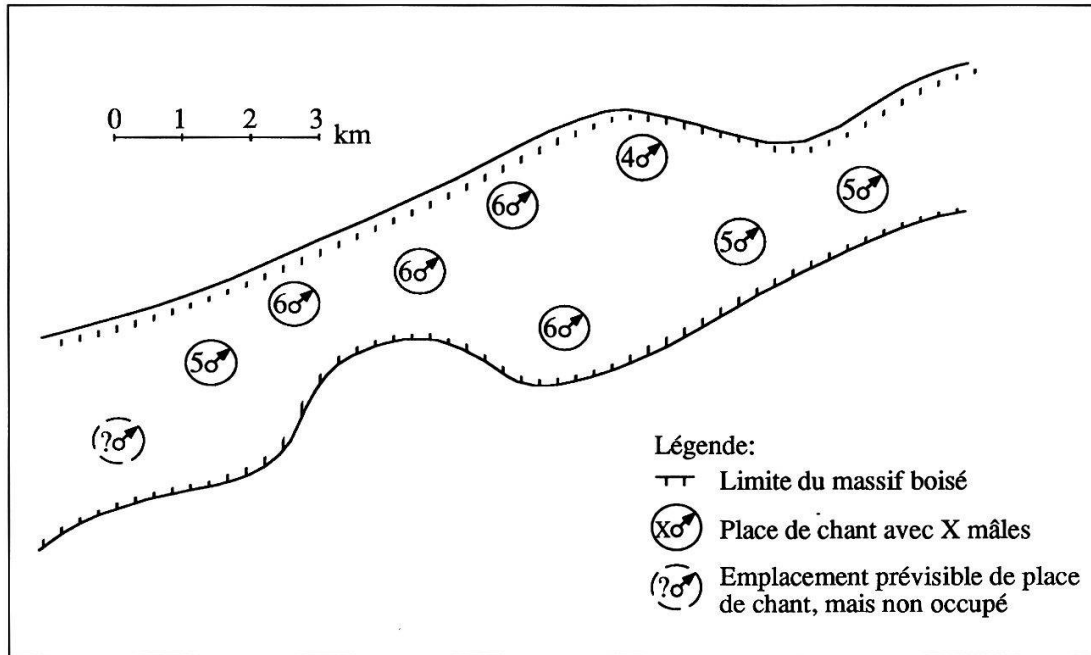 0 1 2 3 km
4♂
6♂
5♂
6♂
5♂
6♂
6♂
5♂
?♂
Légende:
Limite du massif boisé
X♂ Place de chant avec X mâles
?♂ Emplacement prévisible de place
de chant, mais non occupé